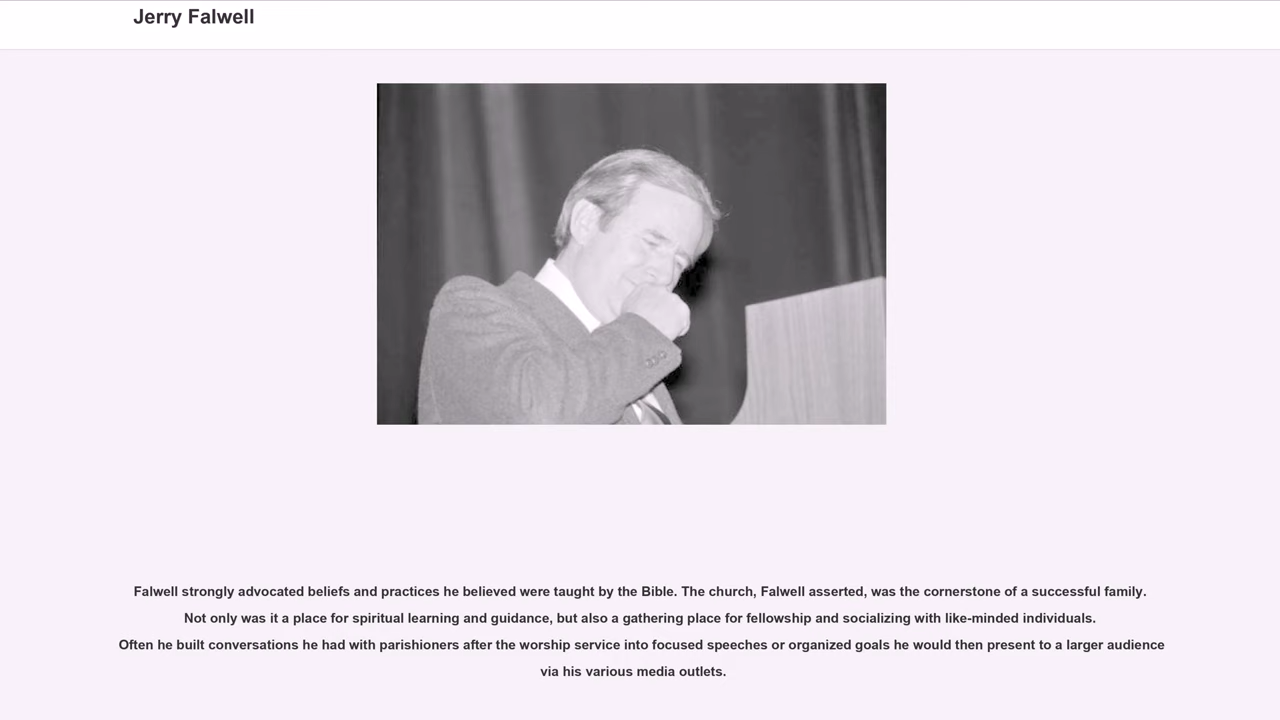 Jerry Falwell
Falwell strongly advocated beliefs and practices he believed were taught by the Bible. The church, Falwell asserted, was the cornerstone of a successful family.
Not only was it a place for spiritual learning and guidance, but also a gathering place for fellowship and socializing with like-minded individuals.
Often he built conversations he had with parishioners after the worship service into focused speeches or organized goals he would then present to a larger audience
via his various media outlets.